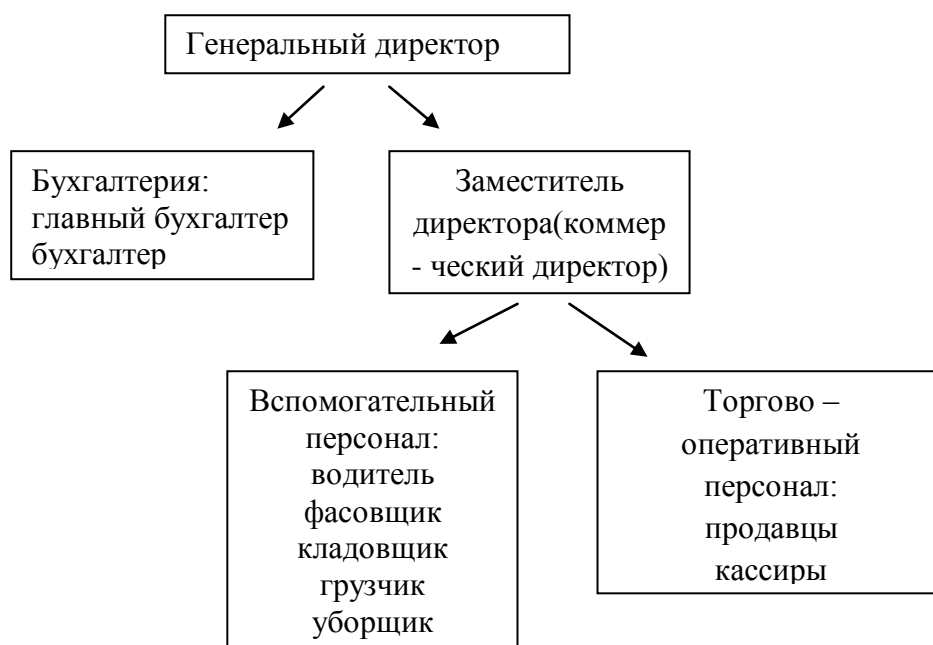 Генеральный директор
Бухгалтерия:
главный бухгалтер
бухгалтер
Заместитель
директора(коммер
- ческий директор)
Вспомогательный
персонал:
водитель
фасовщик
кладовщик
грузчик
уборщик
Торгово –
оперативный
персонал:
продавцы
кассиры